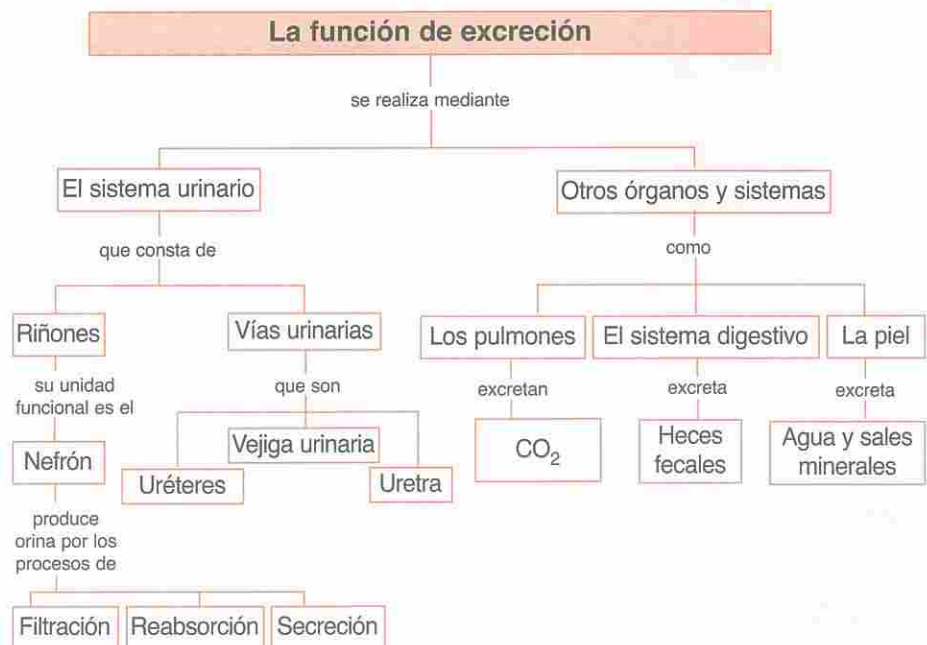 La función de excreción
se realiza mediante
El sistema urinario
Otros órganos y sistemas
que consta de
como
Riñones
Vías urinarias
Los pulmones
El sistema digestivo
La piel
su unidad
funcional es el
que son
excretan
excreta
excreta
Nefrón
Uréteres
Vejiga urinaria
Uretra
CO₂
Heces
fecales
Agua y sales
minerales
produce
orina por los
procesos de
Filtración
Reabsorción
Secreción